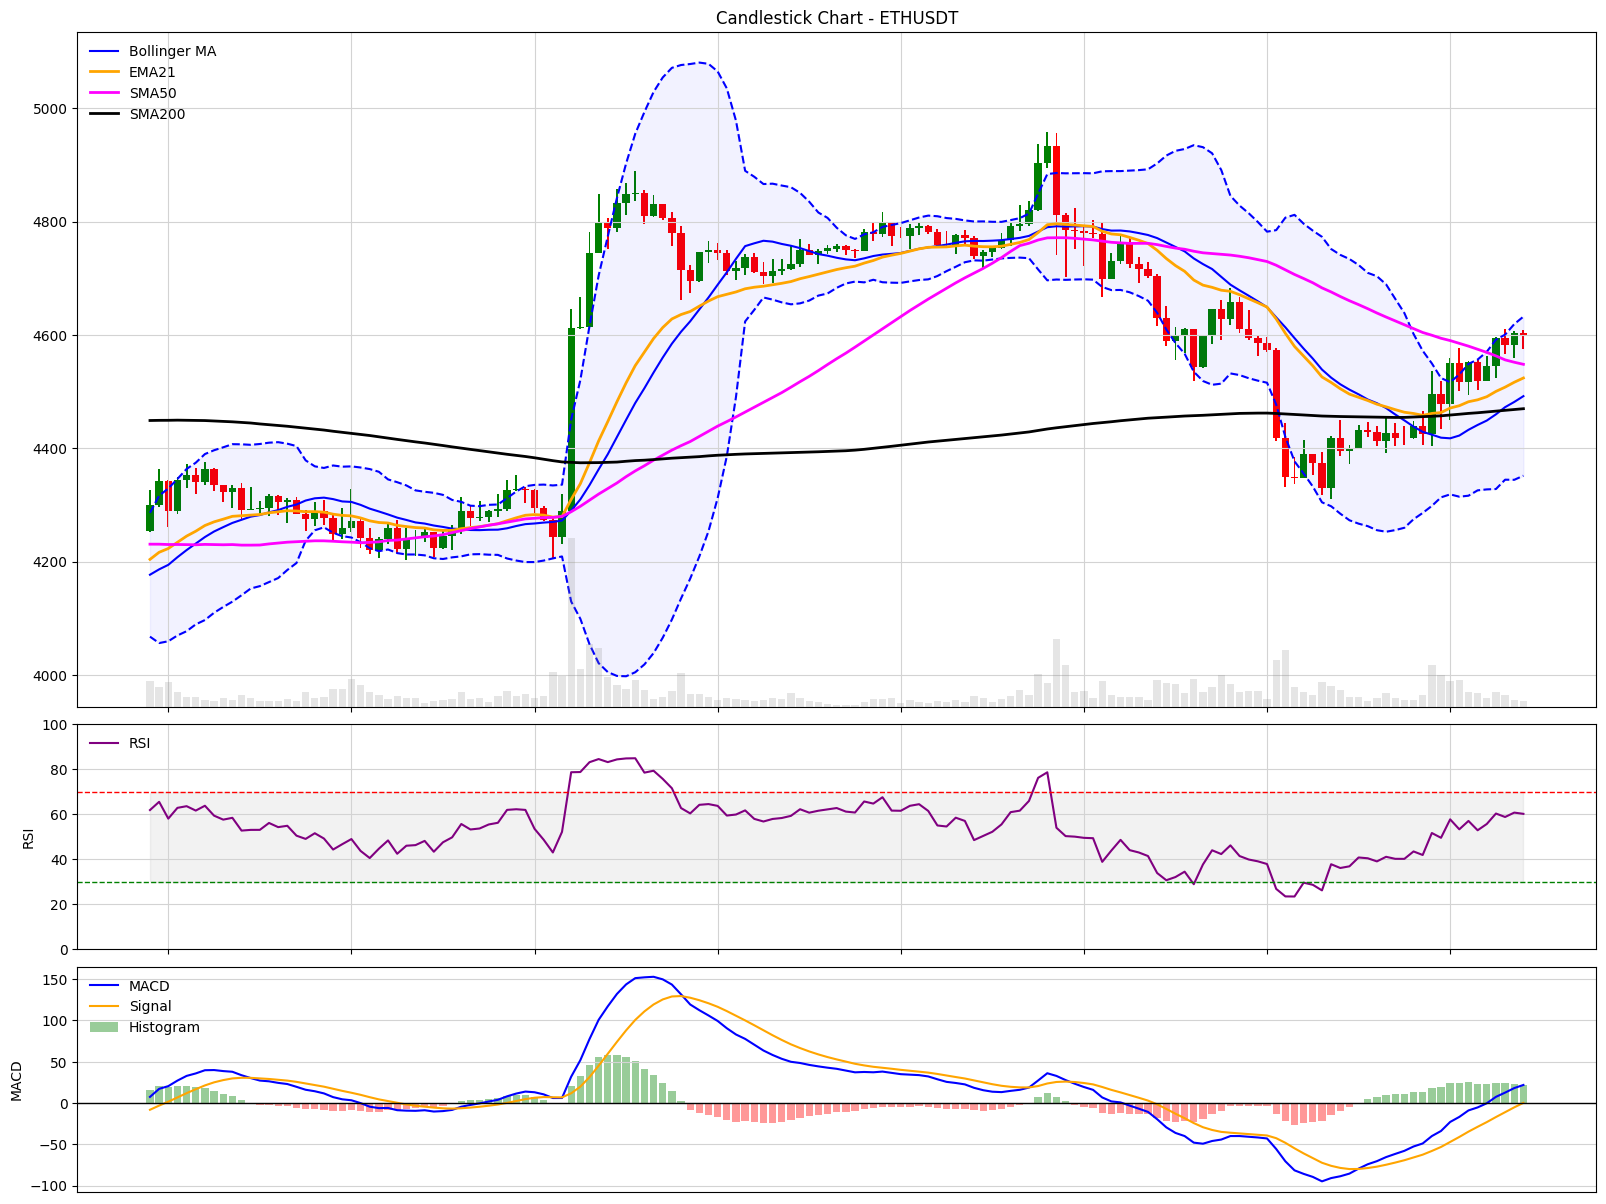 Candlestick Chart - ETHUSDT
Bollinger MA
EMA21
SMA50
SMA200
5000
4800
4600
4400
4200
4000
RSI
100
80
60
40
20
0
RSI
MACD
Signal
Histogram
150
100
50
0
−50
−100
MACD